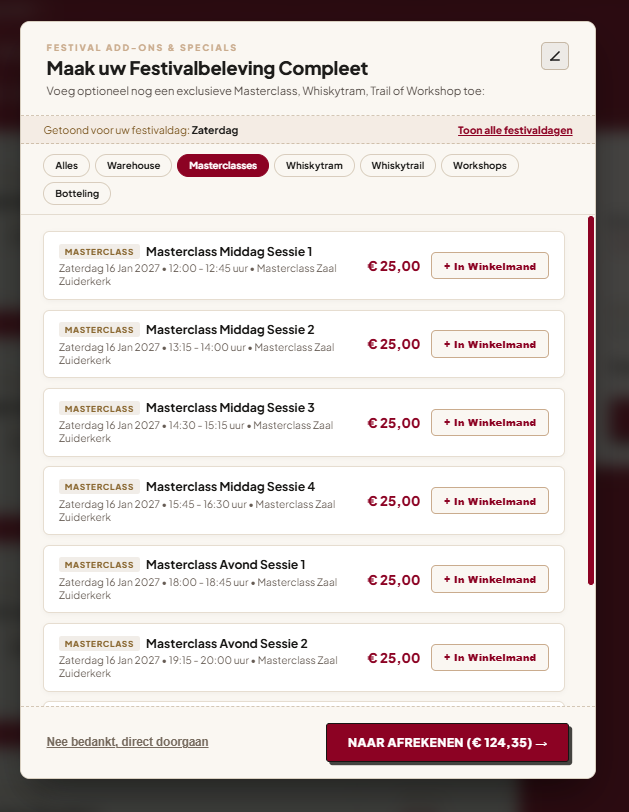 FESTIVAL ADD-ONS & SPECIALS
Maak uw Festivalbeleving Compleet
Voeg optioneel nog een exclusieve Masterclass, Whiskytram, Trail of Workshop toe:
Getoond voor uw festivaldag: Zaterdag
Toon alle festivaldagen
Alles
Warehouse
Masterclasses
Whiskytram
Whiskytrail
Workshops
Botteling
MASTERCLASS Masterclass Middag Sessie 1
Zaterdag 16 Jan 2027 • 12:00 - 12:45 uur • Masterclass Zaal
Zuiderkerk
€ 25,00
+ In Winkelmand
MASTERCLASS Masterclass Middag Sessie 2
Zaterdag 16 Jan 2027 • 13:15 - 14:00 uur • Masterclass Zaal
Zuiderkerk
€ 25,00
+ In Winkelmand
MASTERCLASS Masterclass Middag Sessie 3
Zaterdag 16 Jan 2027 • 14:30 - 15:15 uur • Masterclass Zaal
Zuiderkerk
€ 25,00
+ In Winkelmand
MASTERCLASS Masterclass Middag Sessie 4
Zaterdag 16 Jan 2027 • 15:45 - 16:30 uur • Masterclass Zaal
Zuiderkerk
€ 25,00
+ In Winkelmand
MASTERCLASS Masterclass Avond Sessie 1
Zaterdag 16 Jan 2027 • 18:00 - 18:45 uur • Masterclass Zaal
Zuiderkerk
€ 25,00
+ In Winkelmand
MASTERCLASS Masterclass Avond Sessie 2
Zaterdag 16 Jan 2027 • 19:15 - 20:00 uur • Masterclass Zaal
Zuiderkerk
€ 25,00
+ In Winkelmand
Nee bedankt, direct doorgaan
NAAR AFREKENEN (€ 124,35) →